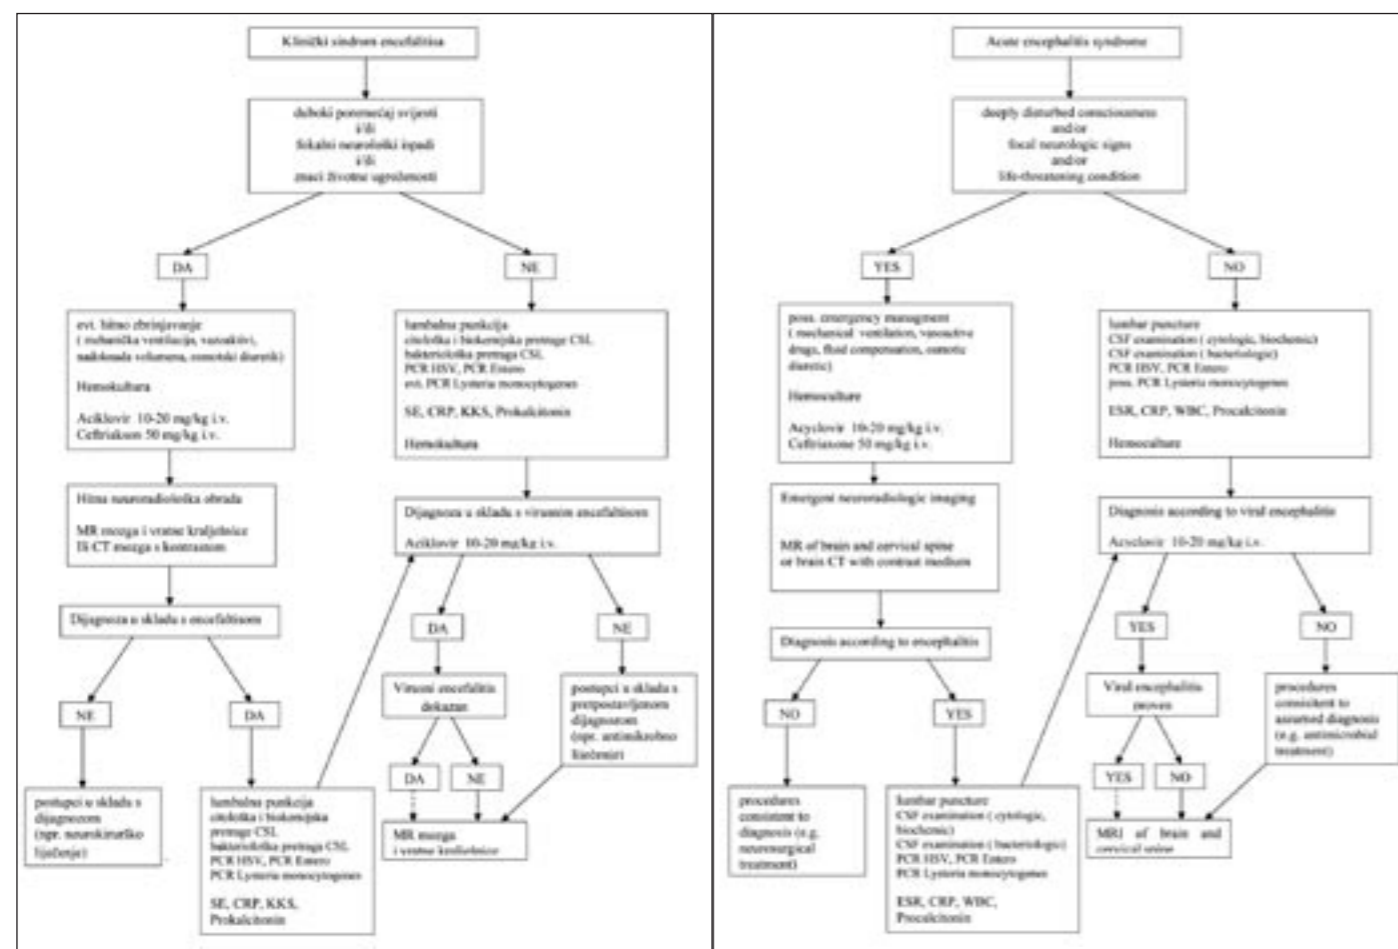 Klinički sindrom encefalitisa
duboki poremećaj svijesti
i/ili
fokalni neurološki ispadi
i/ili
znaci životne ugroženosti
DA
NE
evt. hitno zbrinjavanje
( mehanička ventilacija, vazoaktivi,
nadoknada volumena, osmotski diuretik)
Hemokultura
Aciklovir 10-20 mg/kg i.v.
Ceftriakson 50 mg/kg i.v.
lumbalna punkcija
citološka i biokemijska pretraga CSL
bakteriološka pretraga CSL
PCR HSV, PCR Entero
evt. PCR Lysteria monocytogenes
SE, CRP, KKS, Prokalcitonin
Hemokultura
Hitna neuroradiološka obrada
MR mozga i vratne kralješnice
Ili CT mozga s kontrastom
Dijagnoza u skladu s virusnim encefalitisom
Aciklovir 10-20 mg/kg i.v.
Dijagnoza u skladu s encefalitisom
DA
NE
Virusni encefalitis
dokazan
postupci u skladu s
pretpostavljenom
dijagnozom
(npr. antimikrobno
liječenje)
NE
DA
DA
NE
postupci u skladu s
dijagnozom
(npr. neurokirurško
liječenje)
lumbalna punkcija
citološka i biokemijska
pretraga CSL
bakteriološka pretraga CSL
PCR HSV, PCR Entero
PCR Lysteria monocytogenes
SE, CRP, KKS,
Prokalcitonin
MR mozga
i vratne kralješnice
Acute encephalitis syndrome
deeply disturbed consciousness
and/or
focal neurologic signs
and/or
life-threatening condition
YES
NO
poss. emergency managment
( mechanical ventilation, vasoactive
drugs, fluid compensation, osmotic
diuretic)
Hemoculture
Acyclovir 10-20 mg/kg i.v.
Ceftriaxone 50 mg/kg i.v.
lumbar puncture
CSF examination ( cytologic, biochemic)
CSF examination ( bacteriologic)
PCR HSV, PCR Entero
poss. PCR Lysteria monocytogenes
ESR, CRP, WBC, Procalcitonin
Hemoculture
Emergent neuroradiologic imaging
MR of brain and cervical spine
or brain CT with contrast medium
Diagnosis according to viral encephalitis
Acyclovir 10-20 mg/kg i.v.
Diagnosis according to encephalitis
YES
NO
Viral encephalitis
proven
procedures
consistent to
assumed diagnosis
(e.g. antimicrobial
treatment)
NO
YES
YES
NO
procedures
consistent to
diagnosis (e.g.
neurosurgical
treatment)
lumbar puncture
CSF examination ( cytologic,
biochemic)
CSF examination ( bacteriologic)
PCR HSV, PCR Entero
PCR Lysteria monocytogenes
ESR, CRP, WBC,
Procalcitonin
MRI of brain and
cervical spine